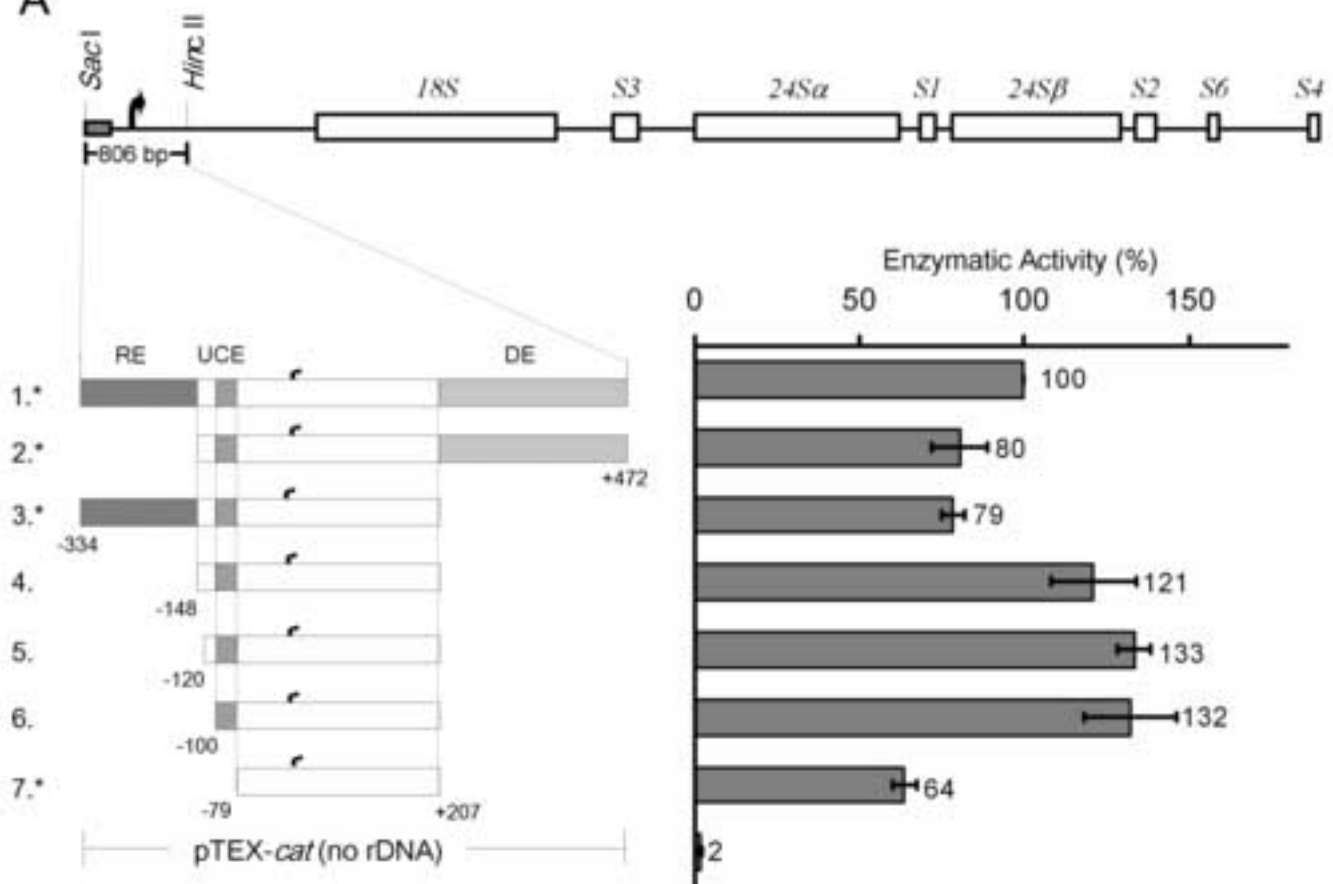 A
Sac I
Hinc II
18S
S3
24Sα
S1
24Sβ
S2
S6
S4
806 bp
Enzymatic Activity (%)
0 50 100 150
RE UCE DE
1.* 100
2.* 80
+472
3.* 79
-334
4. 121
-148
5. 133
-120
6. 132
-100
7.* 64
-79 +207
pTEX-cat (no rDNA) 2